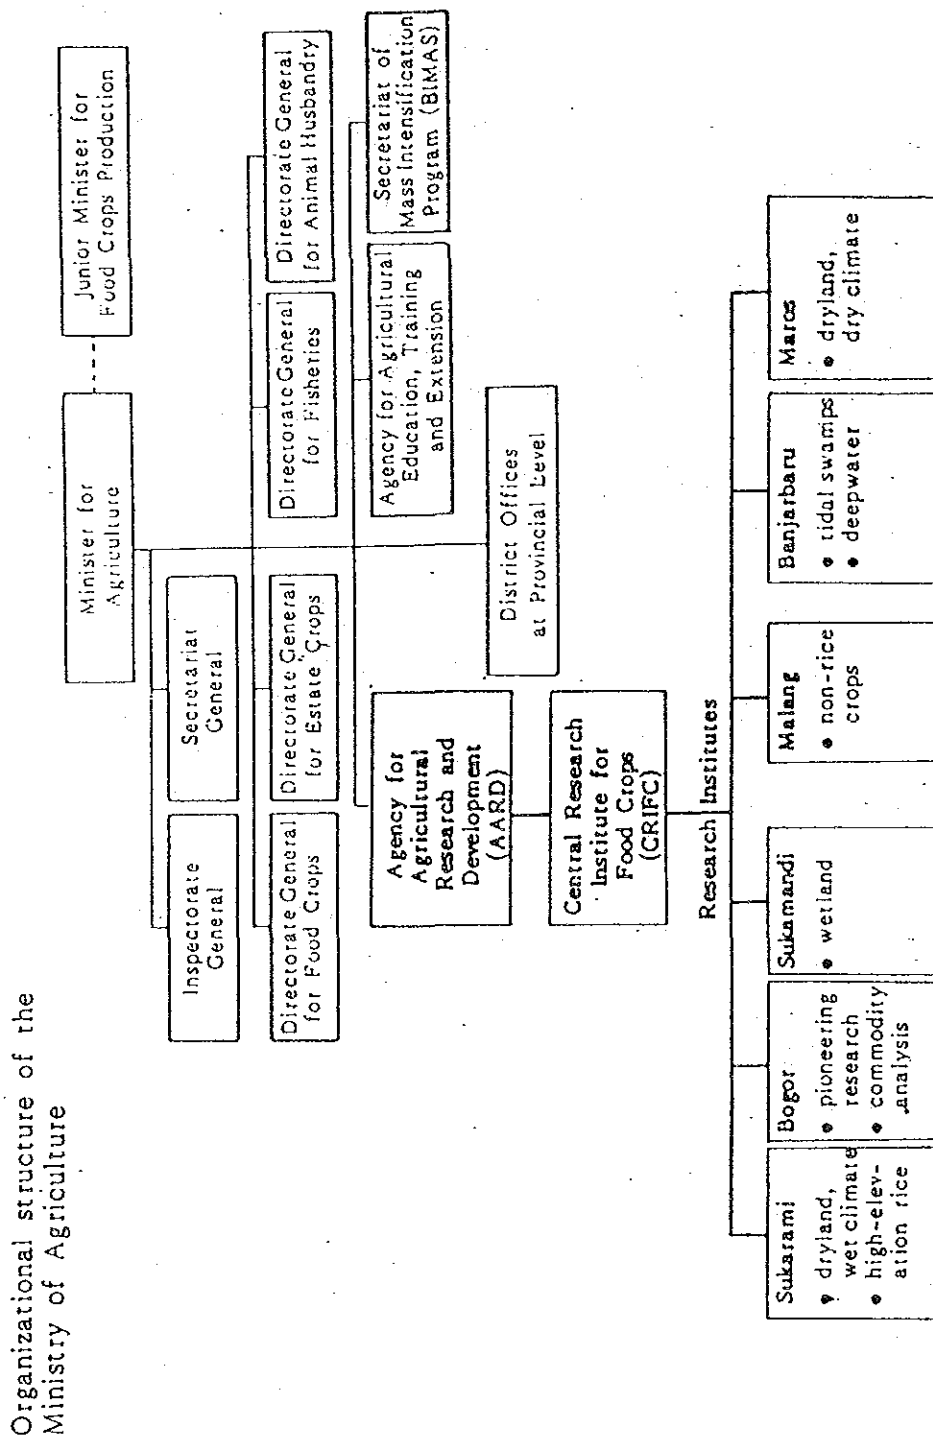 Organizational structure of the
Ministry of Agriculture
Minister for
Agriculture
Junior Minister for
Food Crops Production
Inspectorate
General
Secretariat
General
Directorate General
for Food Crops
Directorate General
for Estate Crops
Directorate General
for Fisheries
Directorate General
for Animal Husbandry
Agency for
Agricultural
Research and
Development
(AARD)
Agency for Agricultural
Education, Training
and Extension
Secretariat of
Mass Intensification
Program (BIMAS)
District Offices
at Provincial Level
Central Research
Institute for
Food Crops
(CRIFC)
Research Institutes
Sukarami
• dryland,
wet climate
• high-elev-
ation rice
Bogor
• pioneering
research
• commodity
analysis
Sukamandi
• wetland
Malang
• non-rice
crops
Banjarbaru
• tidal swamps
• deepwater
Maros
• dryland,
dry climate